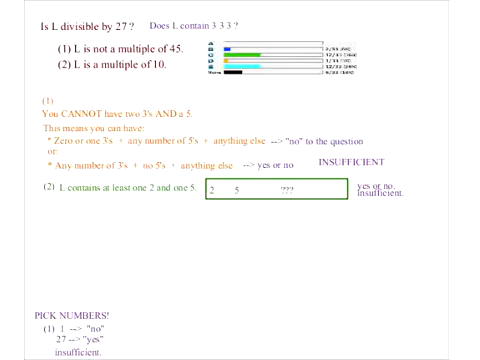 Is L divisible by 27 ? Does L contain 3 3 3 ?
(1) L is not a multiple of 45.
(2) L is a multiple of 10.
(1)
You CANNOT have two 3's AND a 5.
This means you can have:
* Zero or one 3's + any number of 5's + anything else --> "no" to the question
or:
* Any number of 3's + no 5's + anything else --> yes or no INSUFFICIENT
(2) L contains at least one 2 and one 5. 2 5 ??? yes or no.
insufficient.
PICK NUMBERS!
(1) 1 --> "no"
27 --> "yes"
insufficient.